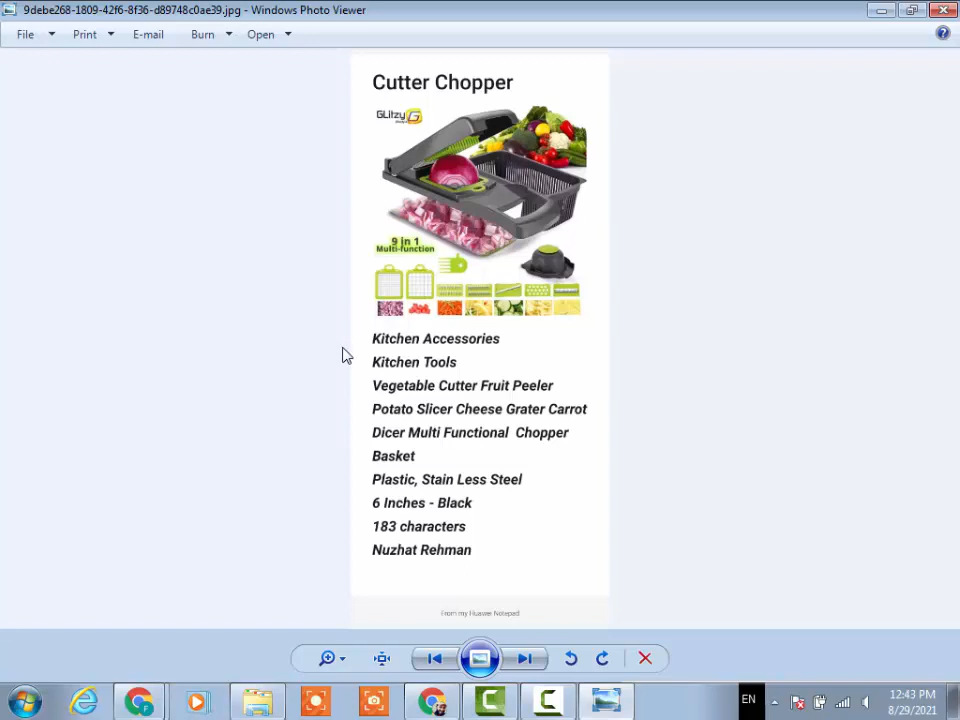 9debe268-1809-42f6-8f36-d89748c0ae39.jpg - Windows Photo Viewer
File Print E-mail Burn Open
Cutter Chopper
GLitzy G
9 in 1
Multi-function
Kitchen Accessories
Kitchen Tools
Vegetable Cutter Fruit Peeler
Potato Slicer Cheese Grater Carrot
Dicer Multi Functional Chopper
Basket
Plastic, Stain Less Steel
6 Inches - Black
183 characters
Nuzhat Rehman
From my Huawei Notepad
EN
12:43 PM
8/29/2021